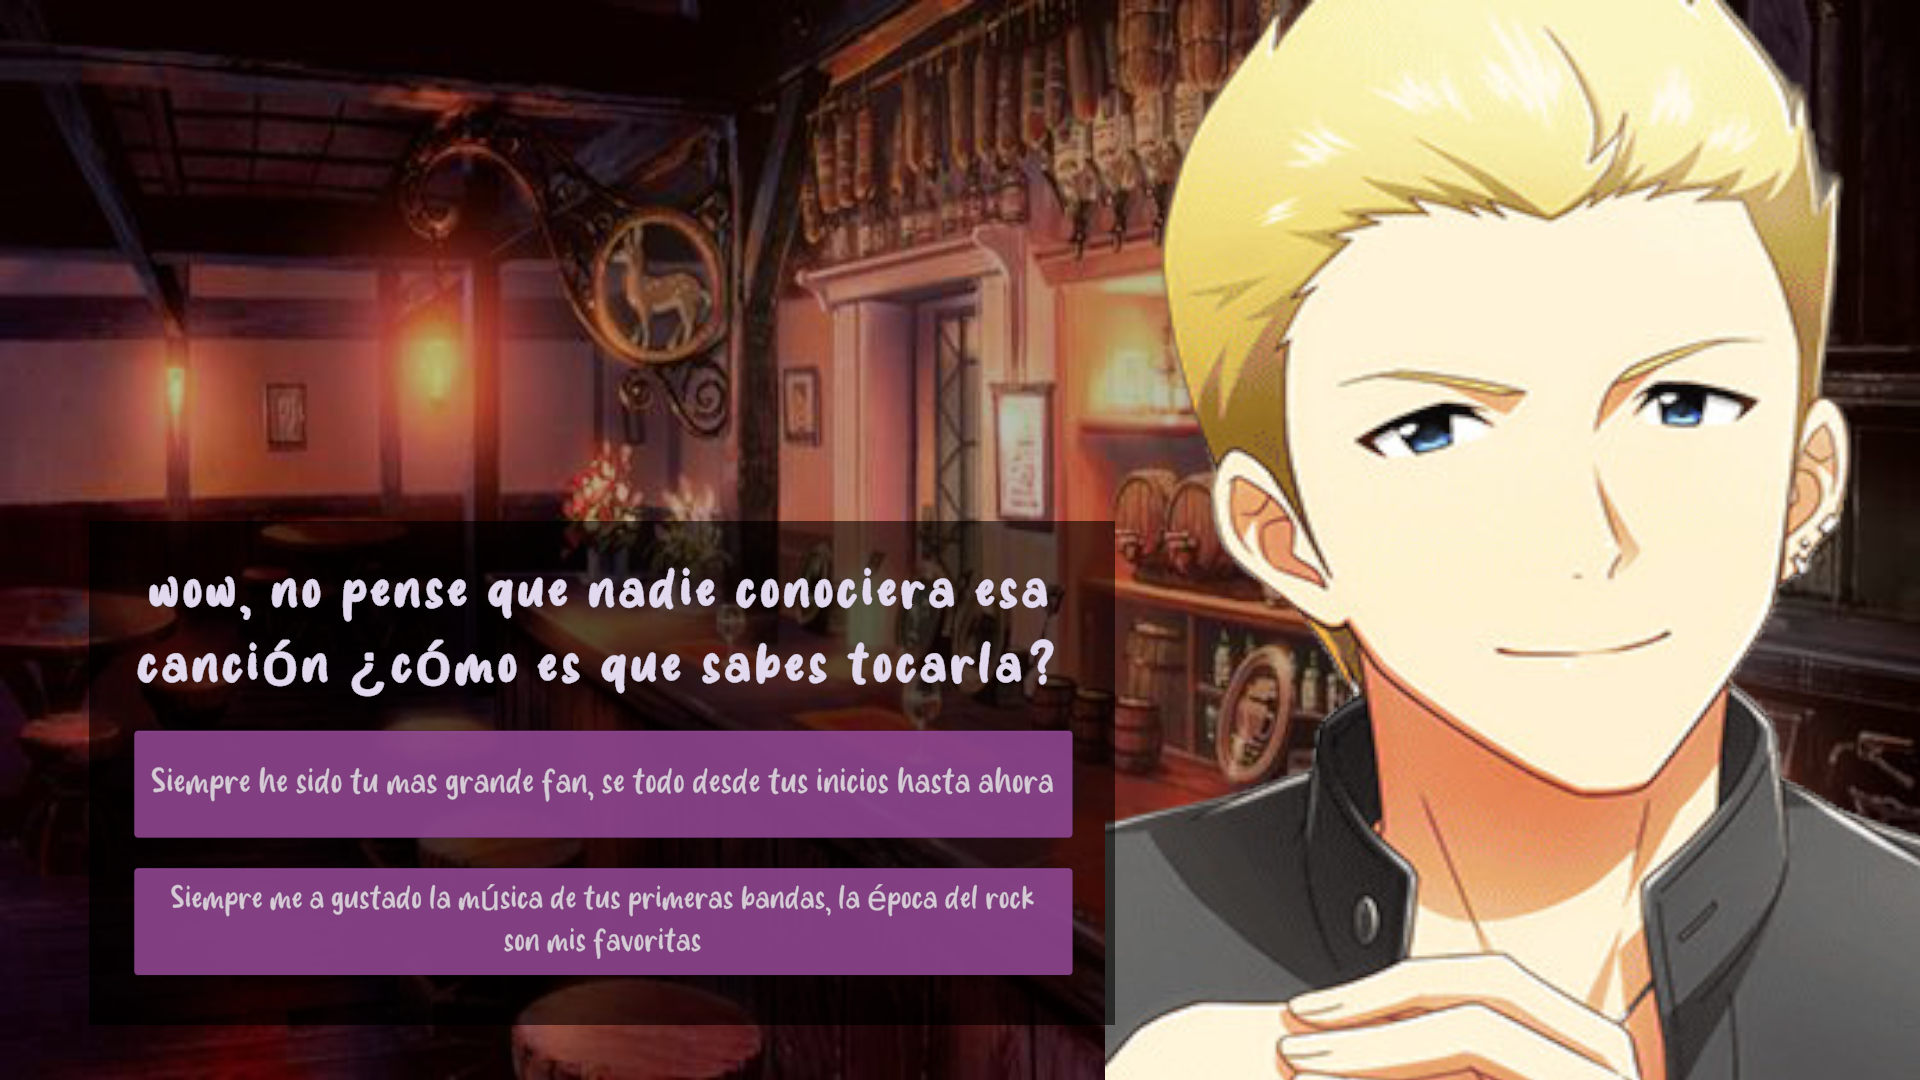 wow, no pense que nadie conociera esa
canción ¿cómo es que sabes tocarla?
Siempre he sido tu mas grande fan, se todo desde tus inicios hasta ahora
Siempre me a gustado la música de tus primeras bandas, la época del rock
son mis favoritas